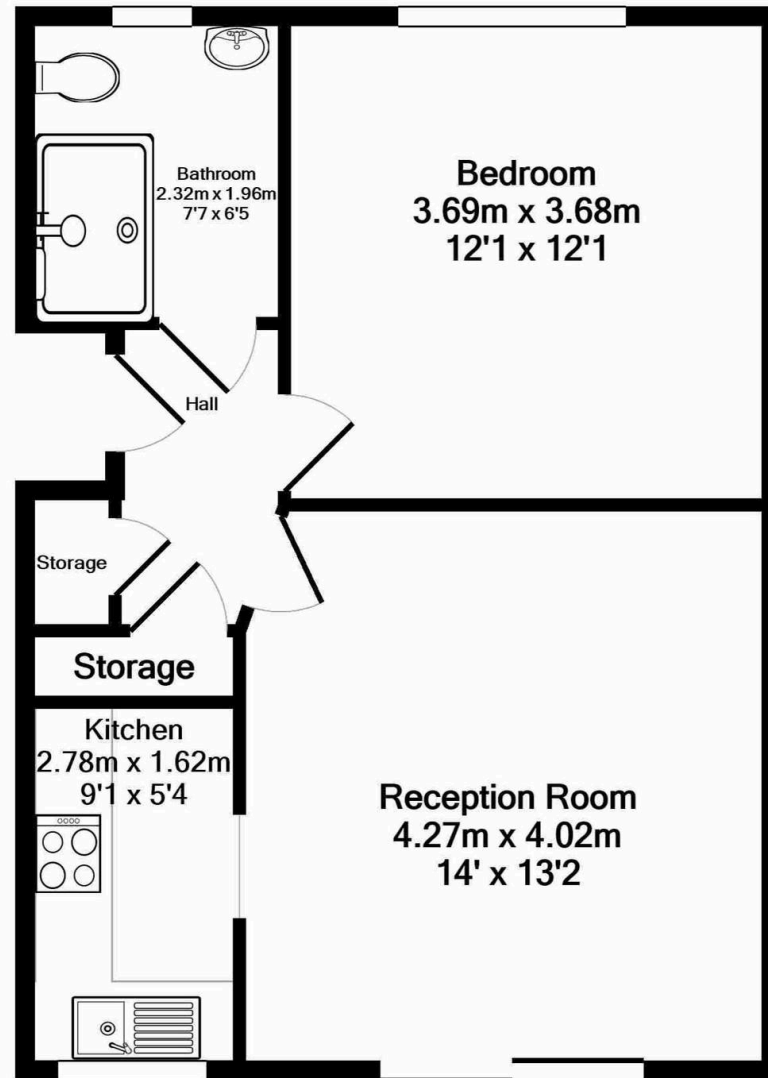 Bathroom
2.32m x 1.96m
7'7 x 6'5
Bedroom
3.69m x 3.68m
12'1 x 12'1
Hall
Storage
Storage
Kitchen
2.78m x 1.62m
9'1 x 5'4
Reception Room
4.27m x 4.02m
14' x 13'2